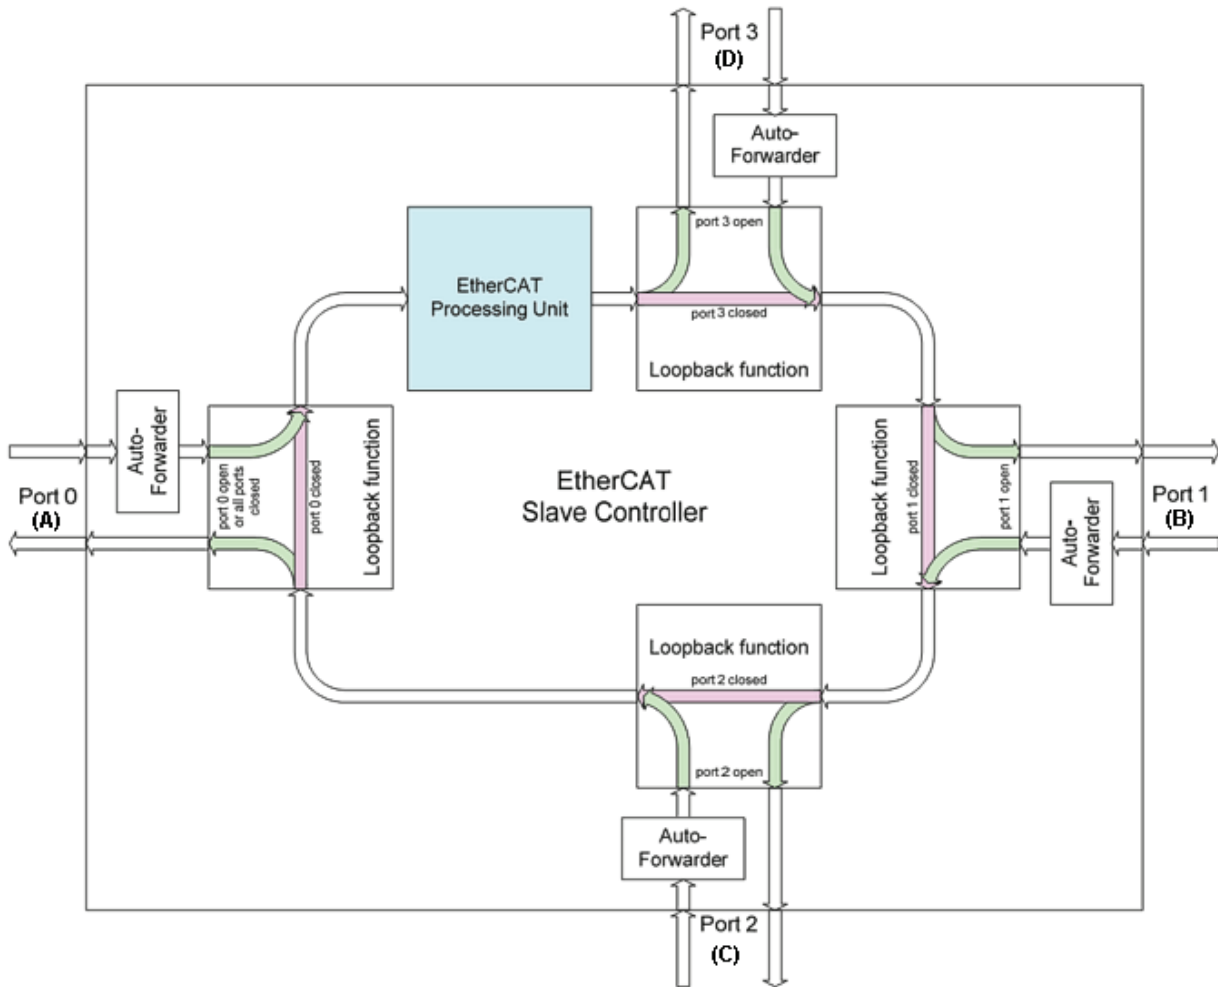 Port 3
(D)
Auto-
Forwarder
port 3 open
EtherCAT
Processing Unit
port 3 closed
Loopback function
Auto-
Forwarder
port 0 open
or all ports
closed
port 0 closed
Loopback function
Port 0
(A)
EtherCAT
Slave Controller
Loopback function
port 1 closed
port 1 open
Auto-
Forwarder
Port 1
(B)
Loopback function
port 2 closed
port 2 open
Auto-
Forwarder
Port 2
(C)